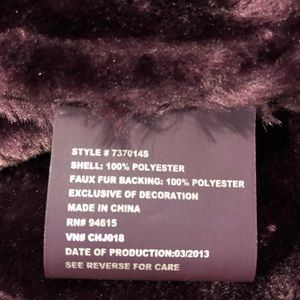 STYLE # 737014S
SHELL: 100% POLYESTER
FAUX FUR BACKING: 100% POLYESTER
EXCLUSIVE OF DECORATION
MADE IN CHINA
RN# 94615
VN# CHJ018
DATE OF PRODUCTION:03/2013
SEE REVERSE FOR CARE